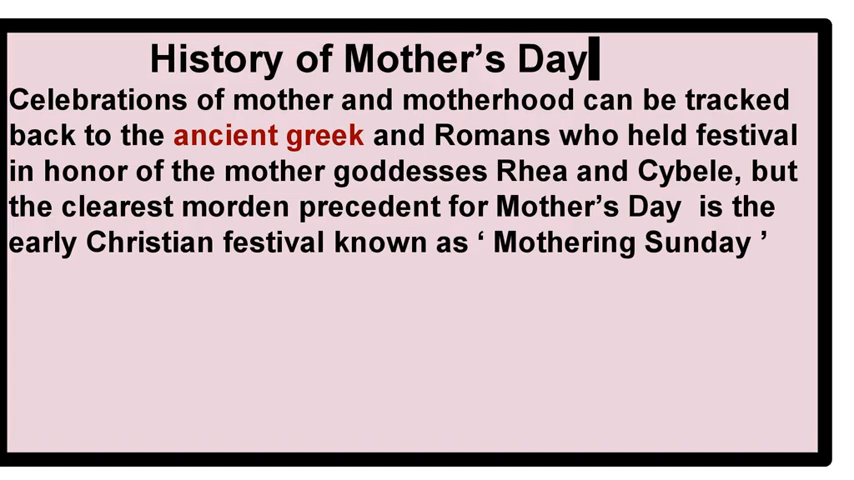 History of Mother’s Day
Celebrations of mother and motherhood can be tracked
back to the ancient greek and Romans who held festival
in honor of the mother goddesses Rhea and Cybele, but
the clearest morden precedent for Mother’s Day  is the
early Christian festival known as ‘ Mothering Sunday ’